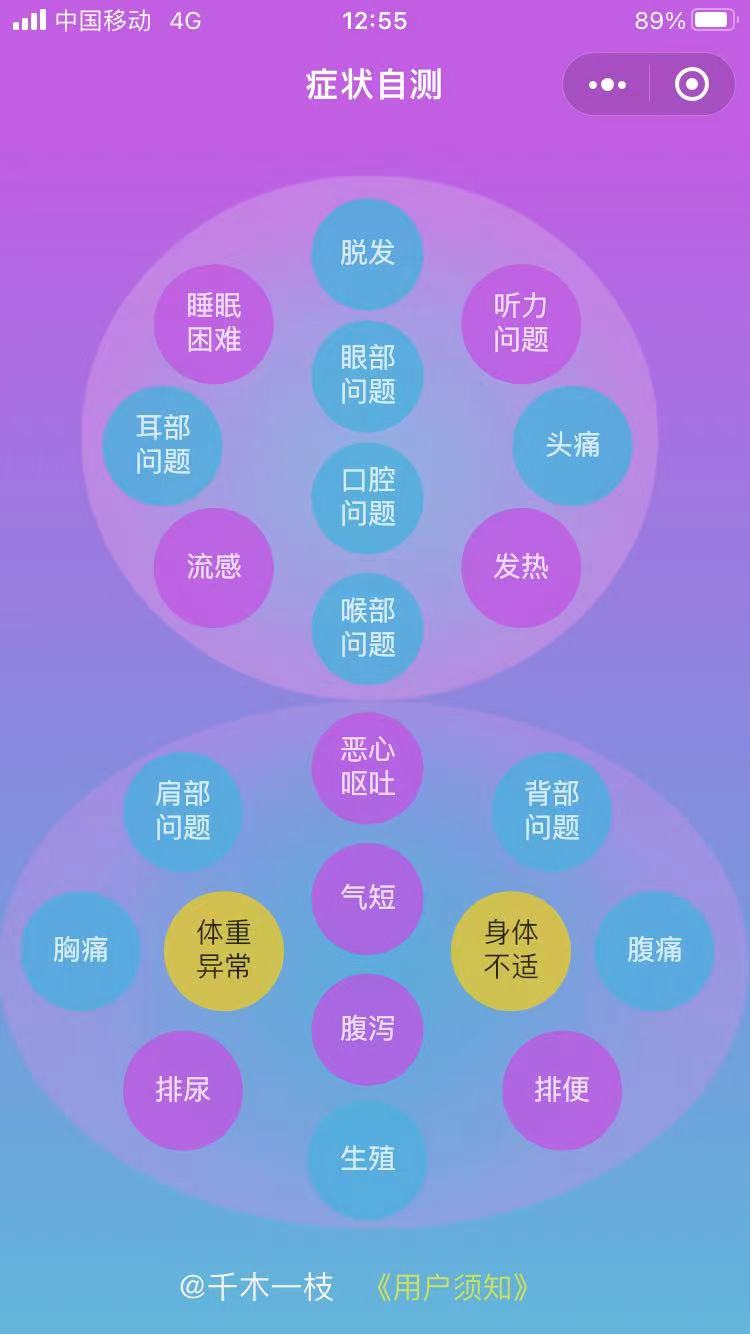 中国移动 4G 12:55 89%
症状自测
脱发
睡眠
困难
听力
问题
眼部
问题
耳部
问题
头痛
口腔
问题
流感
发热
喉部
问题
恶心
呕吐
肩部
问题
背部
问题
气短
胸痛
体重
异常
身体
不适
腹痛
腹泻
排尿
排便
生殖
@千木一枝 《用户须知》